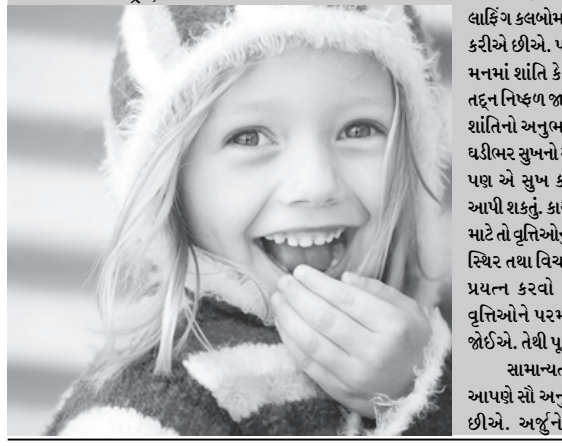 લાફિંગ કલબોમ
કરીએ છીએ. પ
મનમાં શાંતિ કે
તદ્દન નિષ્ફળ જા
શાંતિનો અનુભ
ઘડીભર સુખનો
પણ એ સુખ ક
આપી શકતું. કા
માટે તો વૃત્તિઓન
સ્થિર તથા વિચ
પ્રયત્ન કરવો
વૃત્તિઓને પરમ
જોઈએ. તેથી પૂ
સામાન્યત
આપણે સૌ અનુ
છીએ. અર્જુને